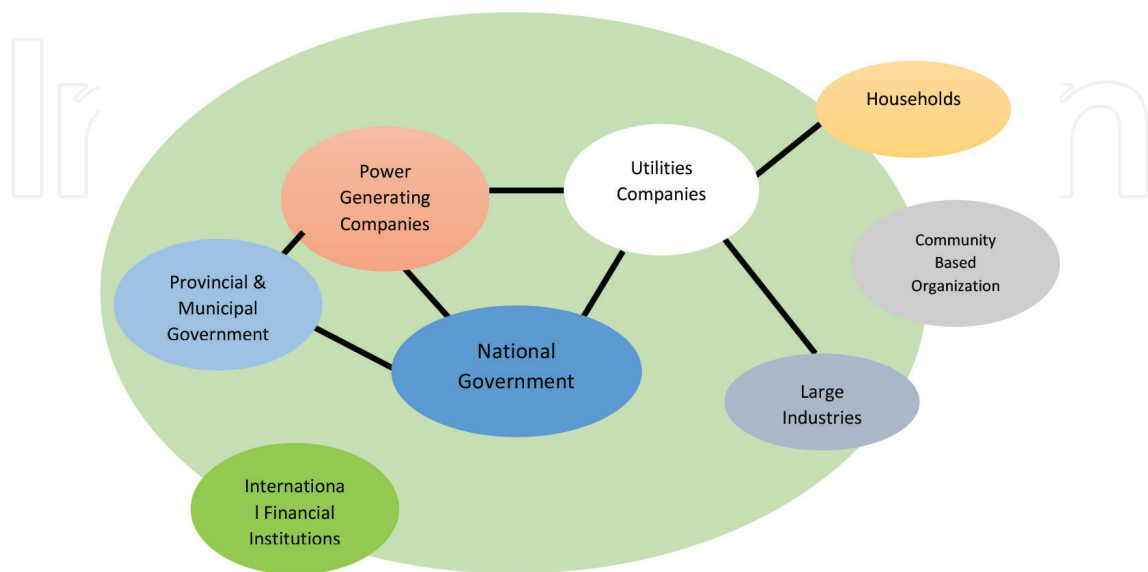 Households
Utilities
Companies
Power
Generating
Companies
Community
Based
Organization
Provincial &
Municipal
Government
National
Government
Large
Industries
Internationa
l Financial
Institutions